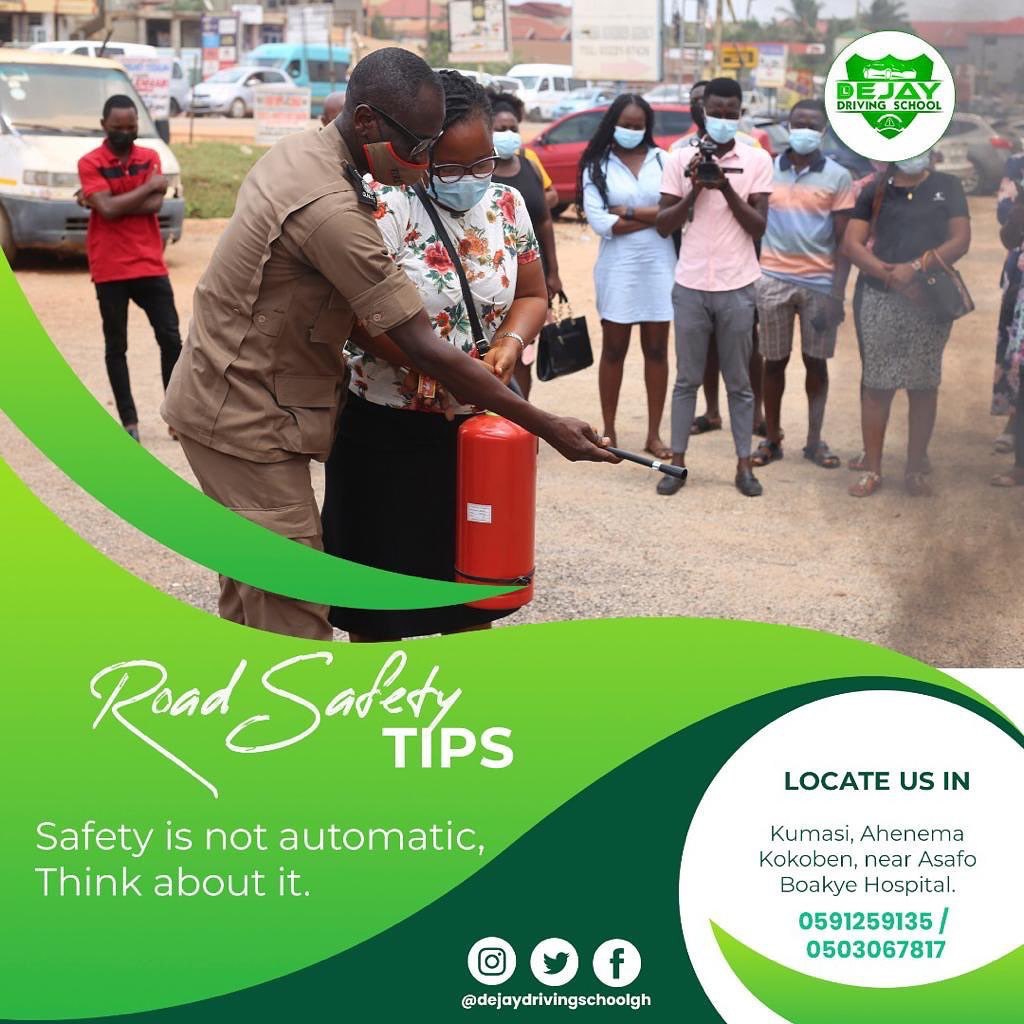 DEJAY
DRIVING SCHOOL
Road Safety
TIPS
Safety is not automatic,
Think about it.
LOCATE US IN
Kumasi, Ahenema
Kokoben, near Asafo
Boakye Hospital.
0591259135 /
0503067817
@dejaydrivingschoolgh